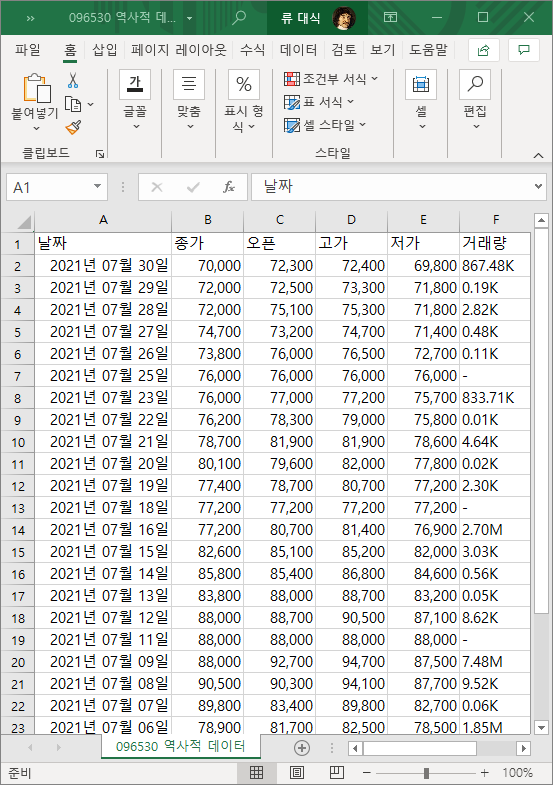 096530 역사적 데... 류 대식
파일 홈 삽입 페이지 레이아웃 수식 데이터 검토 보기 도움말
붙여넣기
클립보드
가
글꼴
맞춤
%
표시 형식
조건부 서식
표 서식
셀 스타일
스타일
셀
편집
A1 fx 날짜
A B C D E F
1 날짜 종가 오픈 고가 저가 거래량
2 2021년 07월 30일 70,000 72,300 72,400 69,800 867.48K
3 2021년 07월 29일 72,000 72,500 73,300 71,800 0.19K
4 2021년 07월 28일 72,000 75,100 75,300 71,800 2.82K
5 2021년 07월 27일 74,700 73,200 74,700 71,400 0.48K
6 2021년 07월 26일 73,800 76,000 76,500 72,700 0.11K
7 2021년 07월 25일 76,000 76,000 76,000 76,000 -
8 2021년 07월 23일 76,000 77,000 77,200 75,700 833.71K
9 2021년 07월 22일 76,200 78,300 79,000 75,800 0.01K
10 2021년 07월 21일 78,700 81,900 81,900 78,600 4.64K
11 2021년 07월 20일 80,100 79,600 82,000 77,800 0.02K
12 2021년 07월 19일 77,400 78,700 80,700 77,200 2.30K
13 2021년 07월 18일 77,200 77,200 77,200 77,200 -
14 2021년 07월 16일 77,200 80,700 81,400 76,900 2.70M
15 2021년 07월 15일 82,600 85,100 85,200 82,000 3.03K
16 2021년 07월 14일 85,800 85,400 86,800 84,600 0.56K
17 2021년 07월 13일 83,800 88,000 88,700 83,200 0.05K
18 2021년 07월 12일 88,000 88,700 90,500 87,100 8.62K
19 2021년 07월 11일 88,000 88,000 88,000 88,000 -
20 2021년 07월 09일 88,000 92,700 94,700 87,500 7.48M
21 2021년 07월 08일 90,500 90,300 94,100 87,700 9.52K
22 2021년 07월 07일 89,800 83,400 89,800 82,700 0.06K
23 2021년 07월 06일 78,900 81,700 82,500 78,500 1.85M
096530 역사적 데이터
준비 100%